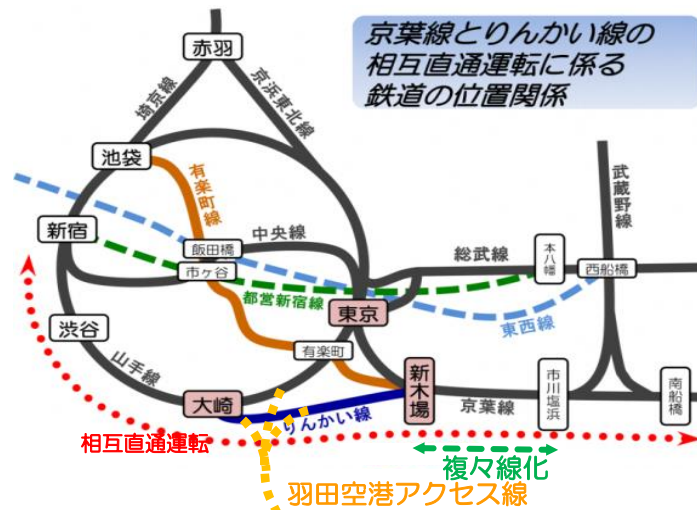 京葉線とりんかい線の
相互直通運転に係る
鉄道の位置関係
赤羽
埼京線
京浜東北線
池袋
有楽町線
武蔵野線
新宿
飯田橋
中央線
市ヶ谷
総武線
本八幡
西船橋
都営新宿線
東京
東西線
渋谷
有楽町
山手線
新木場
市川塩浜
南船橋
大崎
京葉線
りんかい線
相互直通運転
複々線化
羽田空港アクセス線